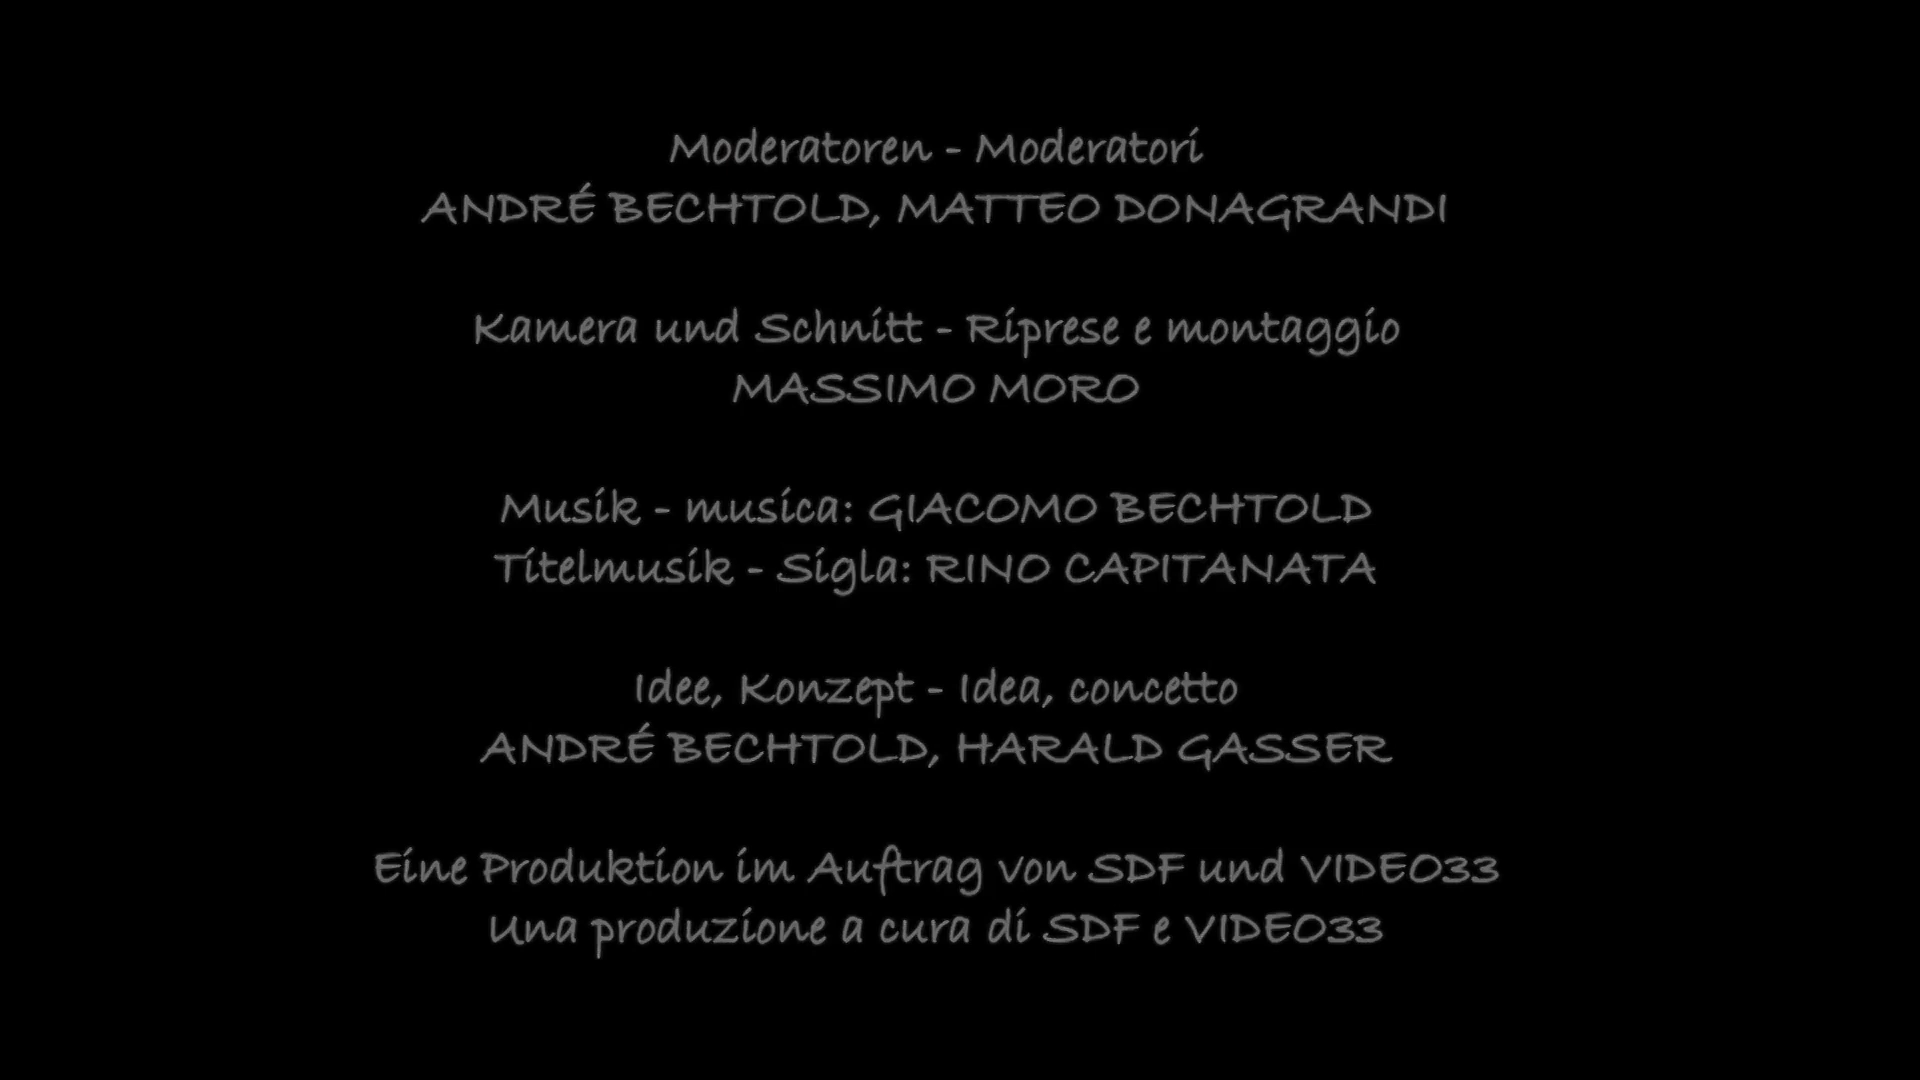 Moderatoren - Moderatori
ANDRÉ BECHTOLD, MATTEO DONAGRANDI
Kamera und Schnitt - Riprese e montaggio
MASSIMO MORO
Musik - musica: GIACOMO BECHTOLD
Titelmusik - Sigla: RINO CAPITANATA
Idee, Konzept - Idea, concetto
ANDRÉ BECHTOLD, HARALD GASSER
Eine Produktion im Auftrag von SDF und VIDEO33
Una produzione a cura di SDF e VIDEO33